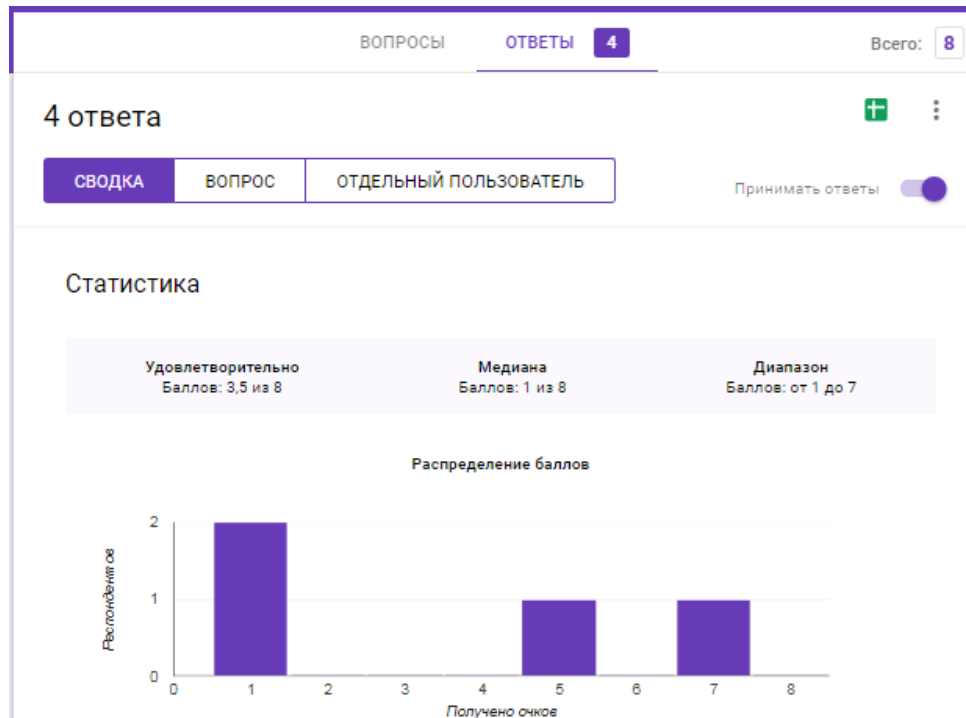 ВОПРОСЫ ОТВЕТЫ 4 Всего: 8
4 ответа
СВОДКА ВОПРОС ОТДЕЛЬНЫЙ ПОЛЬЗОВАТЕЛЬ Принимать ответы
Статистика
Удовлетворительно Медиана Диапазон
Баллов: 3,5 из 8 Баллов: 1 из 8 Баллов: от 1 до 7
Распределение баллов
Респондентов
2
1
0
0 1 2 3 4 5 6 7 8
Получено очков